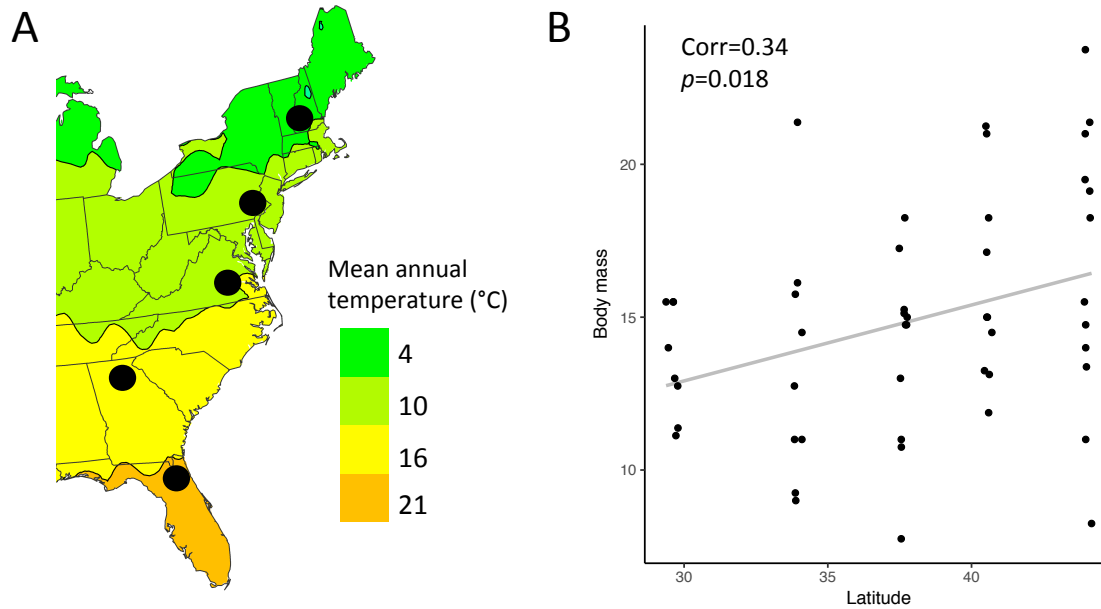 A
Mean annual
temperature (°C)
4
10
16
21
B
Corr=0.34
p=0.018
Body mass
20
15
10
30
35
40
Latitude